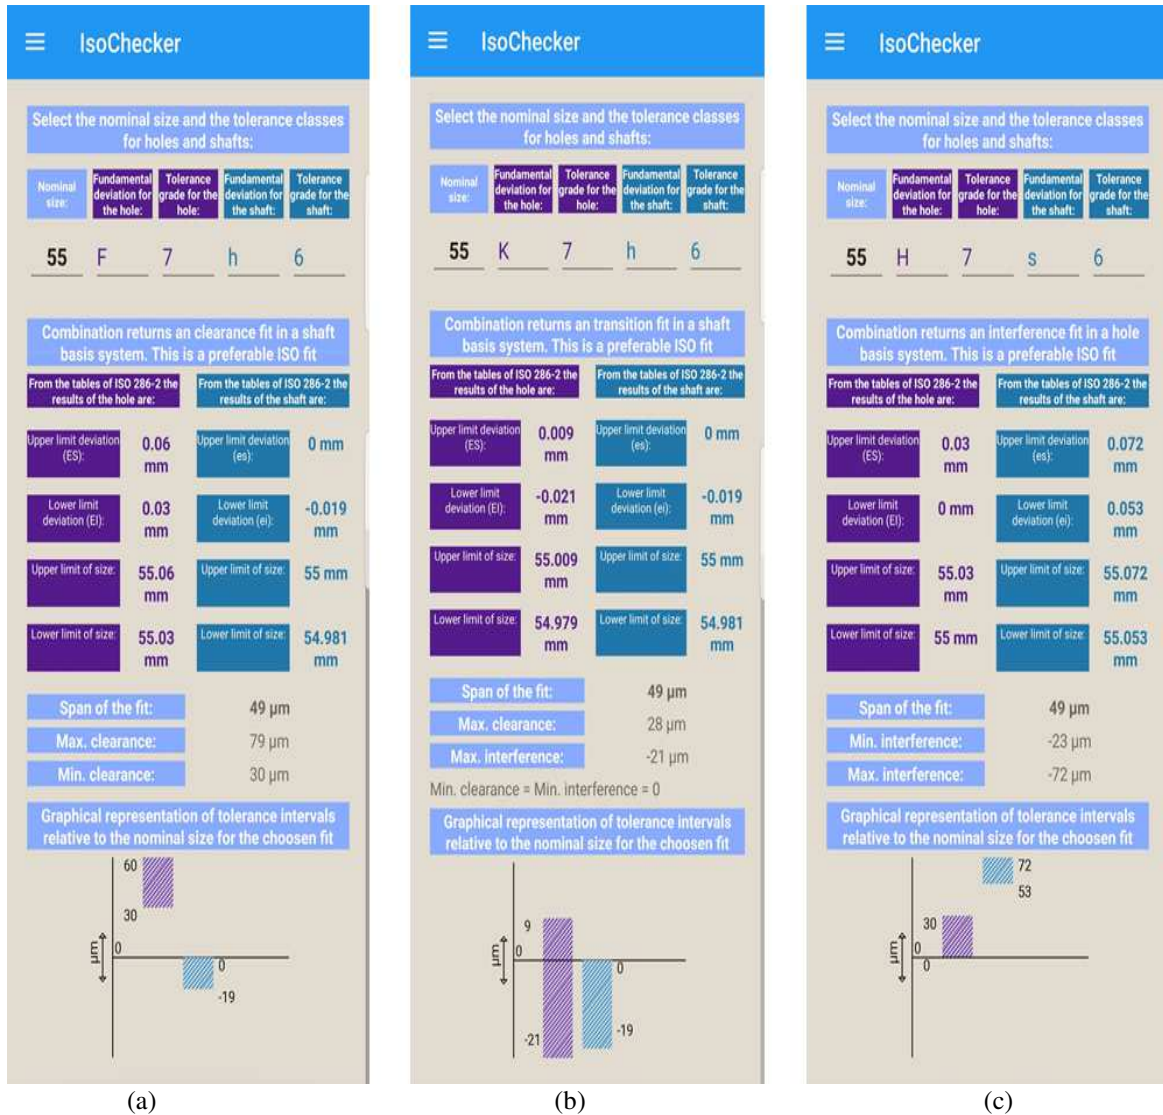 IsoChecker
Select the nominal size and the tolerance classes
for holes and shafts:
Nominal size: Fundamental deviation for the hole: Tolerance grade for the hole: Fundamental deviation for the shaft: Tolerance grade for the shaft:
55 F 7 h 6
Combination returns an clearance fit in a shaft
basis system. This is a preferable ISO fit
From the tables of ISO 286-2 the results of the hole are: From the tables of ISO 286-2 the results of the shaft are:
Upper limit deviation (ES): 0.06 mm Upper limit deviation (es): 0 mm
Lower limit deviation (EI): 0.03 mm Lower limit deviation (ei): -0.019 mm
Upper limit of size: 55.06 mm Upper limit of size: 55 mm
Lower limit of size: 55.03 mm Lower limit of size: 54.981 mm
Span of the fit: 49 µm
Max. clearance: 79 µm
Min. clearance: 30 µm
Graphical representation of tolerance intervals
relative to the nominal size for the choosen fit
60
30
µm
0
0
-19
(a)
IsoChecker
Select the nominal size and the tolerance classes
for holes and shafts:
Nominal size: Fundamental deviation for the hole: Tolerance grade for the hole: Fundamental deviation for the shaft: Tolerance grade for the shaft:
55 K 7 h 6
Combination returns an transition fit in a shaft
basis system. This is a preferable ISO fit
From the tables of ISO 286-2 the results of the hole are: From the tables of ISO 286-2 the results of the shaft are:
Upper limit deviation (ES): 0.009 mm Upper limit deviation (es): 0 mm
Lower limit deviation (EI): -0.021 mm Lower limit deviation (ei): -0.019 mm
Upper limit of size: 55.009 mm Upper limit of size: 55 mm
Lower limit of size: 54.979 mm Lower limit of size: 54.981 mm
Span of the fit: 49 µm
Max. clearance: 28 µm
Max. interference: -21 µm
Min. clearance = Min. interference = 0
Graphical representation of tolerance intervals
relative to the nominal size for the choosen fit
9
µm
0
0
-21
-19
(b)
IsoChecker
Select the nominal size and the tolerance classes
for holes and shafts:
Nominal size: Fundamental deviation for the hole: Tolerance grade for the hole: Fundamental deviation for the shaft: Tolerance grade for the shaft:
55 H 7 s 6
Combination returns an interference fit in a hole
basis system. This is a preferable ISO fit
From the tables of ISO 286-2 the results of the hole are: From the tables of ISO 286-2 the results of the shaft are:
Upper limit deviation (ES): 0.03 mm Upper limit deviation (es): 0.072 mm
Lower limit deviation (EI): 0 mm Lower limit deviation (ei): 0.053 mm
Upper limit of size: 55.03 mm Upper limit of size: 55.072 mm
Lower limit of size: 55 mm Lower limit of size: 55.053 mm
Span of the fit: 49 µm
Min. interference: -23 µm
Max. interference: -72 µm
Graphical representation of tolerance intervals
relative to the nominal size for the choosen fit
72
53
30
µm
0
0
(c)